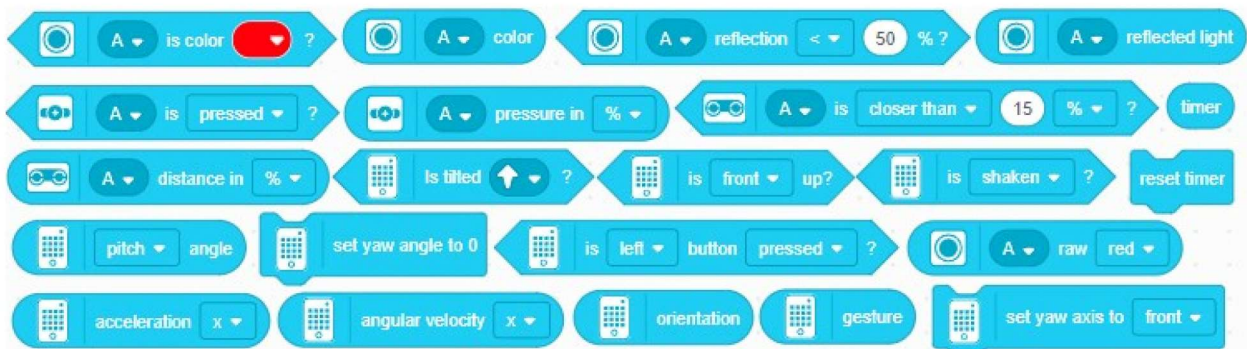 A is color ? A color A reflection < 50 % ? A reflected light
A is pressed ? A pressure in % A is closer than 15 % ? timer
A distance in % Is tilted ? is front up? is shaken ? reset timer
pitch angle set yaw angle to 0 is left button pressed ? A raw red
acceleration x angular velocity x orientation gesture set yaw axis to front